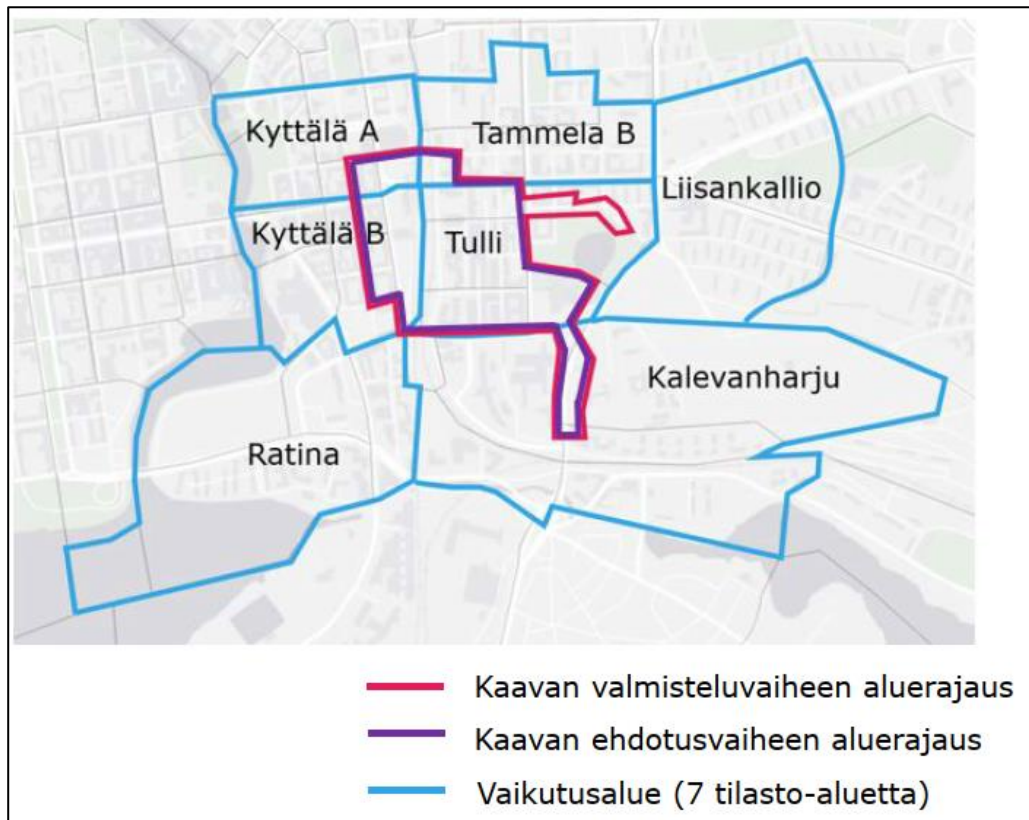 Kyttälä A
Tammela B
Liisankallio
Kyttälä B
Tulli
Kalevanharju
Ratina
Kaavan valmisteluvaiheen aluerajaus
Kaavan ehdotusvaiheen aluerajaus
Vaikutusalue (7 tilasto-aluetta)